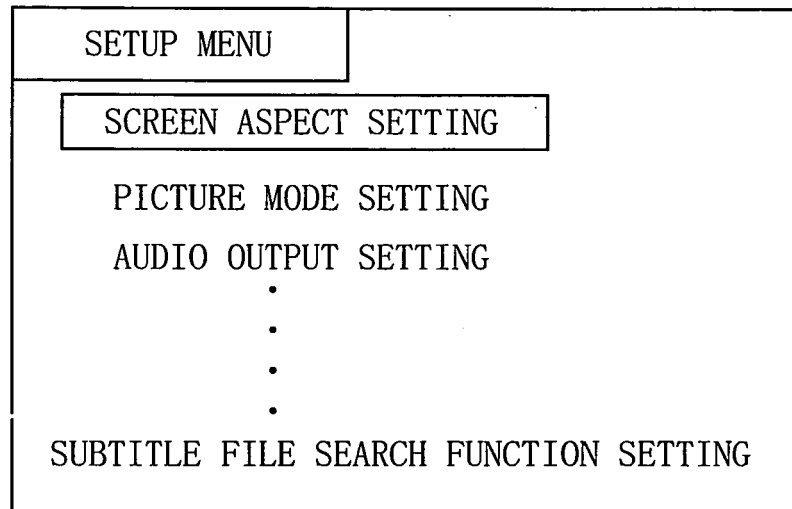 SETUP MENU
SCREEN ASPECT SETTING
PICTURE MODE SETTING
AUDIO OUTPUT SETTING
SUBTITLE FILE SEARCH FUNCTION SETTING